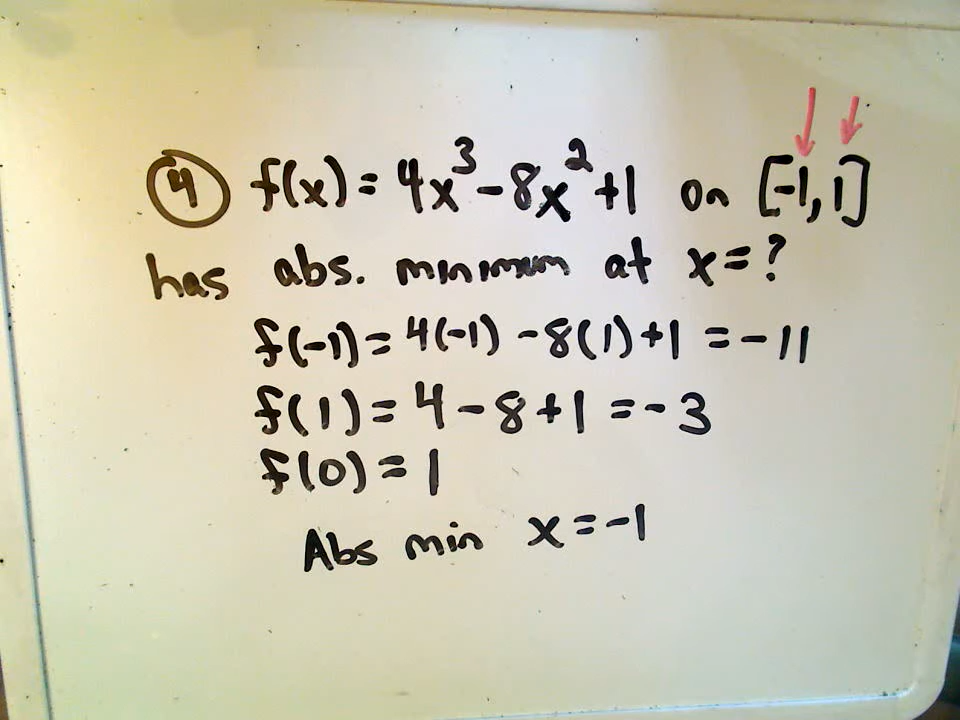 ④ f(x) = 4x³ - 8x² + 1 on [-1, 1]
has abs. minimum at x = ?
f(-1) = 4(-1) - 8(1) + 1 = -11
f(1) = 4 - 8 + 1 = -3
f(0) = 1
Abs min x = -1